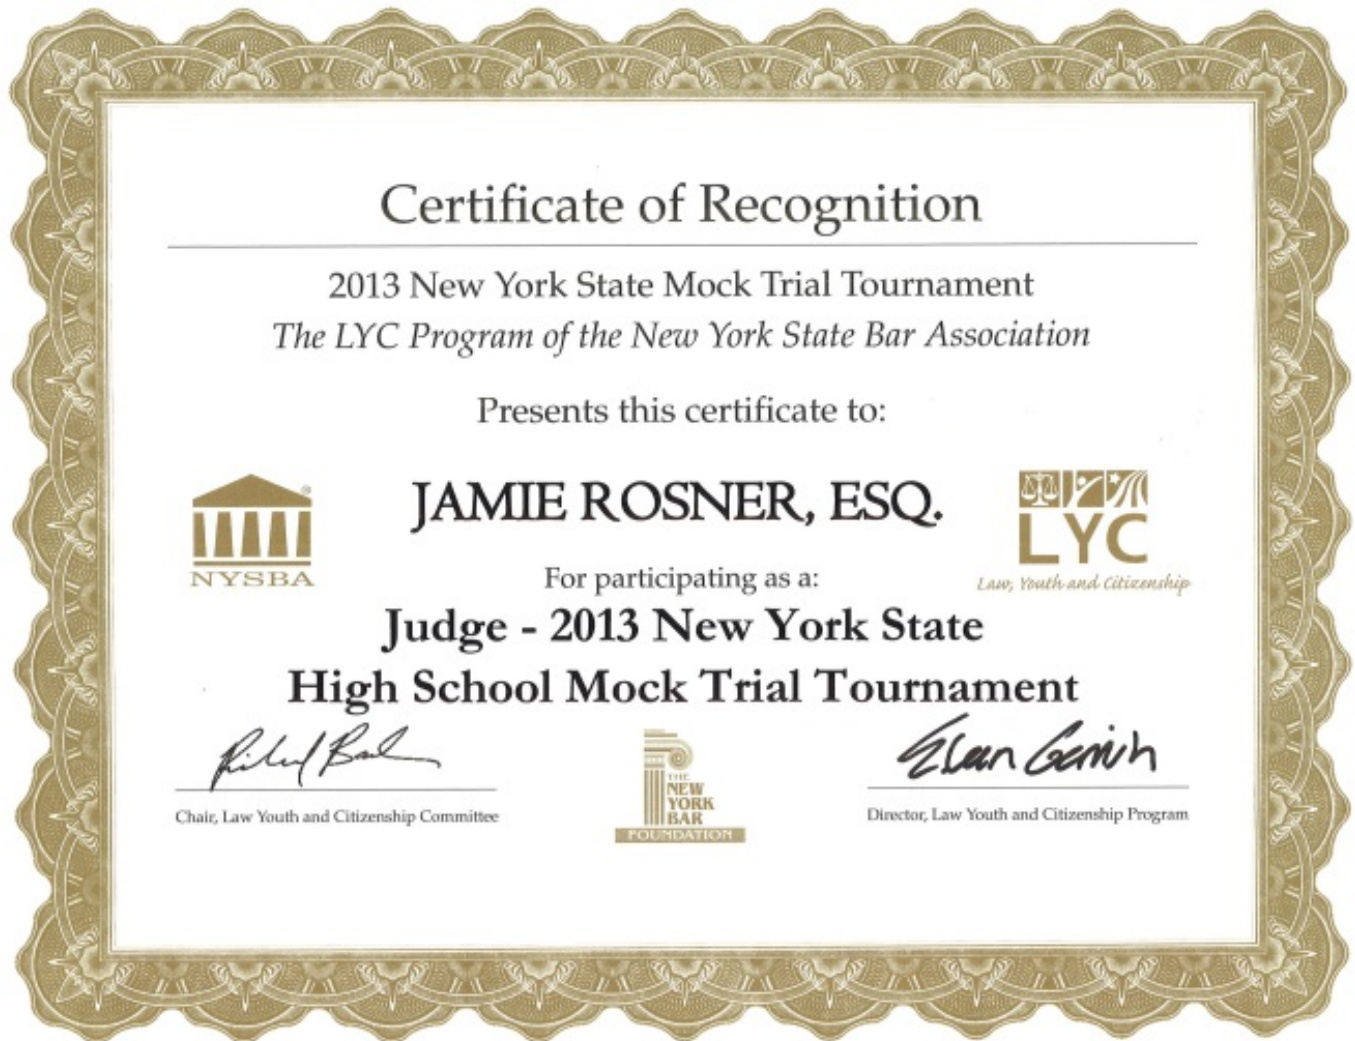 Certificate of Recognition
2013 New York State Mock Trial Tournament
The LYC Program of the New York State Bar Association
Presents this certificate to:
JAMIE ROSNER, ESQ.
NYSBA
LYC
Law, Youth and Citizenship
For participating as a:
Judge - 2013 New York State
High School Mock Trial Tournament
Chair, Law Youth and Citizenship Committee
THE
NEW
YORK
BAR
FOUNDATION
Director, Law Youth and Citizenship Program